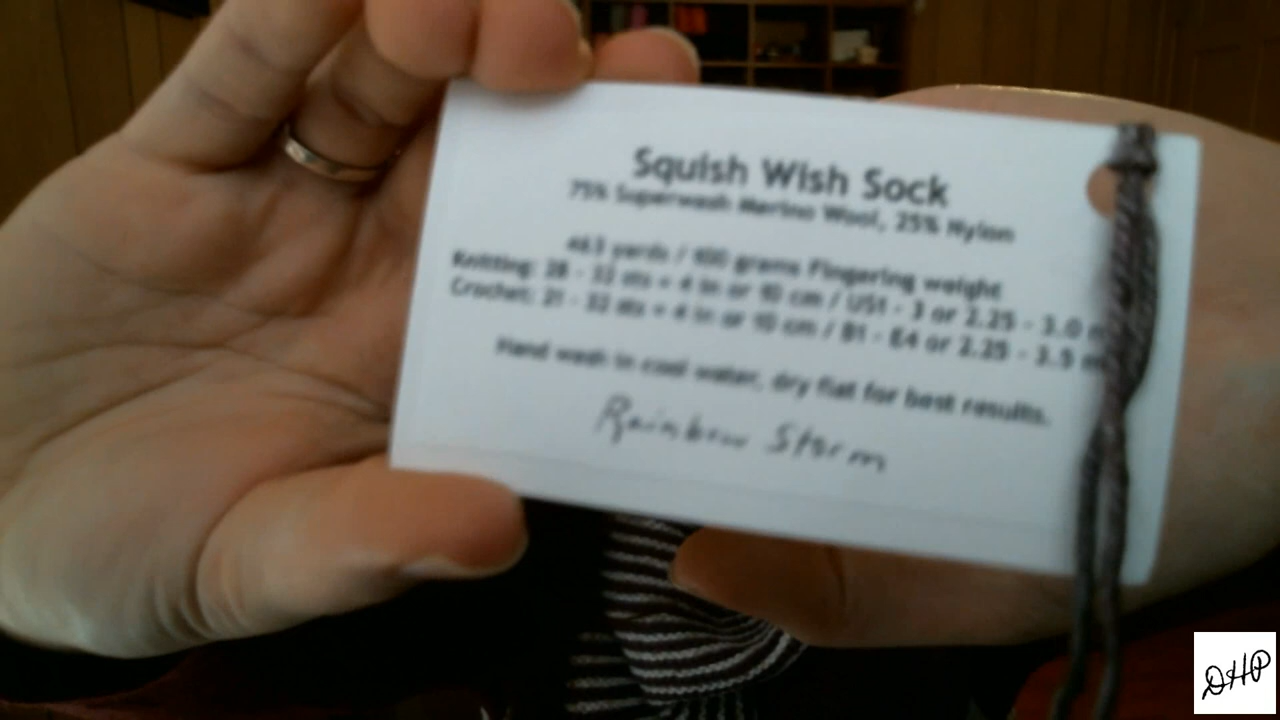 Squish Wish Sock
75% Superwash Merino Wool, 25% Nylon
463 yards / 100 grams Fingering weight
Knitting: 28 - 32 sts = 4 in or 10 cm / US1 - 3 or 2.25 - 3.0
Crochet: 21 - 32 sts = 4 in or 10 cm / B1 - E4 or 2.25 - 3.5
Hand wash in cool water, dry flat for best results.
Rainbow Storm
DHP